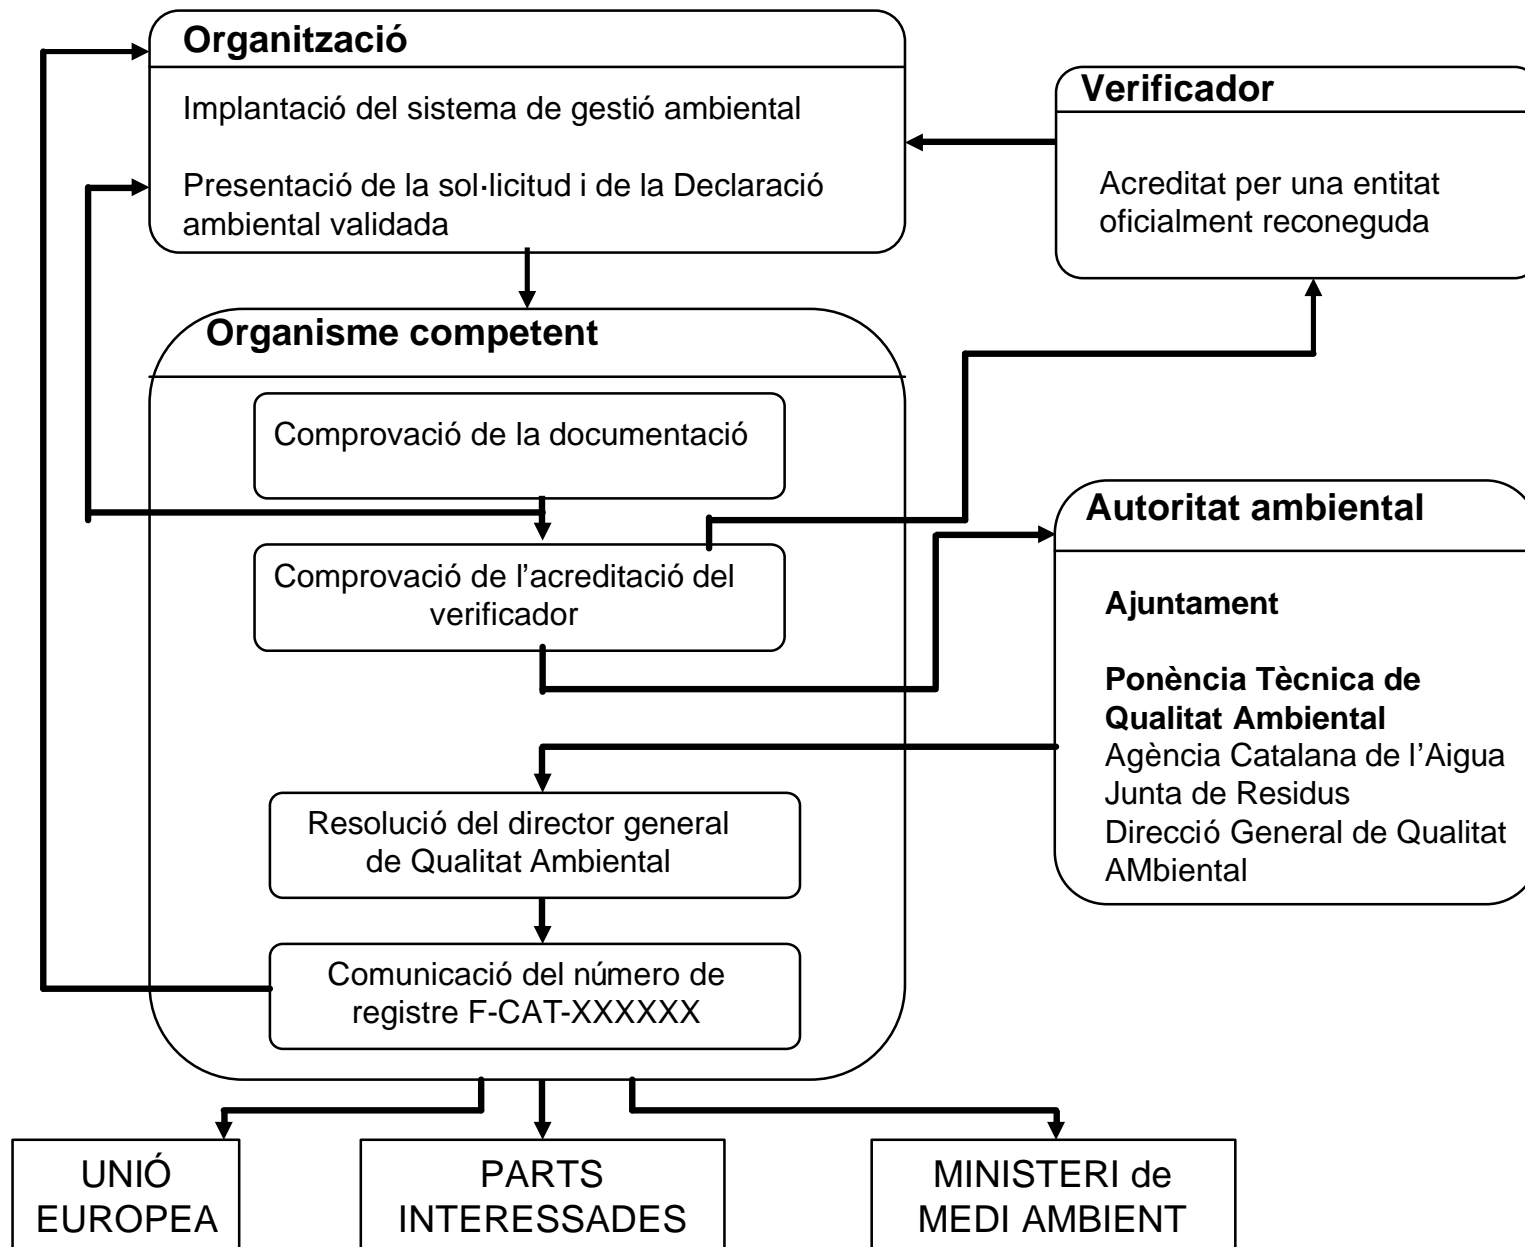 Organització
Implantació del sistema de gestió ambiental
Presentació de la sol·licitud i de la Declaració
ambiental validada
Verificador
Acreditat per una entitat
oficialment reconeguda
Organisme competent
Comprovació de la documentació
Comprovació de l’acreditació del
verificador
Autoritat ambiental
Ajuntament
Ponència Tècnica de
Qualitat Ambiental
Agència Catalana de l’Aigua
Junta de Residus
Direcció General de Qualitat
AMbiental
Resolució del director general
de Qualitat Ambiental
Comunicació del número de
registre F-CAT-XXXXXX
UNIÓ
EUROPEA
PARTS
INTERESSADES
MINISTERI de
MEDI AMBIENT